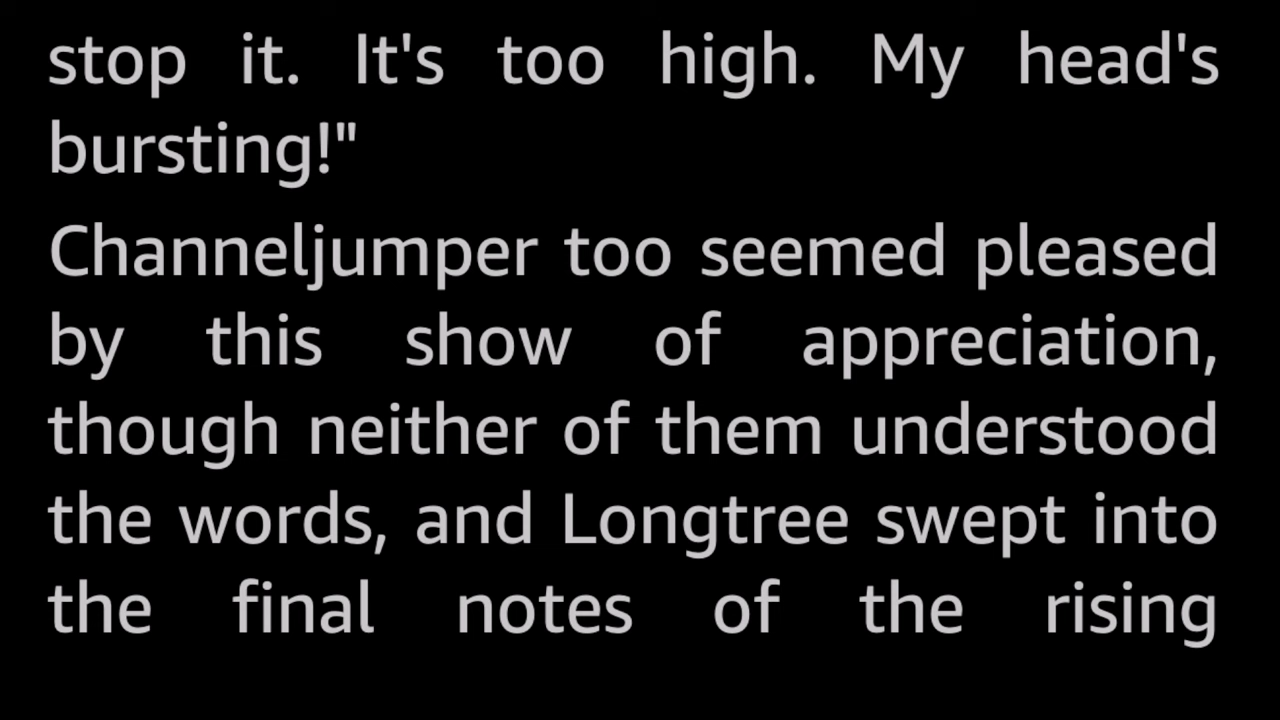 stop it. It's too high. My head's
bursting!"
Channeljumper too seemed pleased
by this show of appreciation,
though neither of them understood
the words, and Longtree swept into
the final notes of the rising